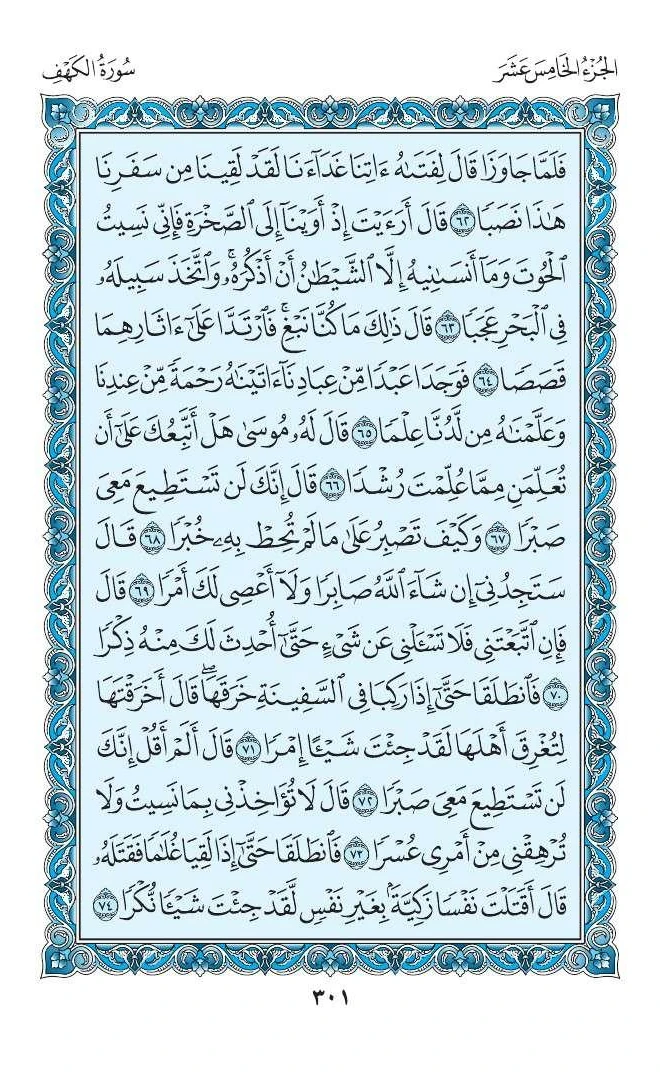 الجُزْءُ الخَامِسَ عَشَرَ
سُورَةُ الكَهْفِ
فَلَمَّا جَاوَزَا قَالَ لِفَتَىٰهُ ءَاتِنَا غَدَآءَنَا لَقَدْ لَقِينَا مِن سَفَرِنَا
هَٰذَا نَصَبًا ٦٢ قَالَ أَرَءَيْتَ إِذْ أَوَيْنَآ إِلَى ٱلصَّخْرَةِ فَإِنِّى نَسِيتُ
ٱلْحُوتَ وَمَآ أَنسَىٰنِيهُ إِلَّا ٱلشَّيْطَٰنُ أَنْ أَذْكُرَهُۥ ۚ وَٱتَّخَذَ سَبِيلَهُۥ
فِى ٱلْبَحْرِ عَجَبًا ٦٣ قَالَ ذَٰلِكَ مَا كُنَّا نَبْغِ ۚ فَٱرْتَدَّا عَلَىٰٓ ءَاثَارِهِمَا
قَصَصًا ٦٤ فَوَجَدَا عَبْدًا مِّنْ عِبَادِنَآ ءَاتَيْنَٰهُ رَحْمَةً مِّنْ عِندِنَا
وَعَلَّمْنَٰهُ مِن لَّدُنَّا عِلْمًا ٦٥ قَالَ لَهُۥ مُوسَىٰ هَلْ أَتَّبِعُكَ عَلَىٰٓ أَن
تُعَلِّمَنِ مِمَّا عُلِّمْتَ رُشْدًا ٦٦ قَالَ إِنَّكَ لَن تَسْتَطِيعَ مَعِىَ
صَبْرًا ٦٧ وَكَيْفَ تَصْبِرُ عَلَىٰ مَا لَمْ تُحِطْ بِهِۦ خُبْرًا ٦٨ قَالَ
سَتَجِدُنِىٓ إِن شَآءَ ٱللَّهُ صَابِرًا وَلَآ أَعْصِى لَكَ أَمْرًا ٦٩ قَالَ
فَإِنِ ٱتَّبَعْتَنِى فَلَا تَسْـَٔلْنِى عَن شَىْءٍ حَتَّىٰٓ أُحْدِثَ لَكَ مِنْهُ ذِكْرًا
٧٠ فَٱنطَلَقَا حَتَّىٰٓ إِذَا رَكِبَا فِى ٱلسَّفِينَةِ خَرَقَهَا ۖ قَالَ أَخَرَقْتَهَا
لِتُغْرِقَ أَهْلَهَا لَقَدْ جِئْتَ شَيْـًٔا إِمْرًا ٧١ قَالَ أَلَمْ أَقُلْ إِنَّكَ
لَن تَسْتَطِيعَ مَعِىَ صَبْرًا ٧٢ قَالَ لَا تُؤَاخِذْنِى بِمَا نَسِيتُ وَلَا
تُرْهِقْنِى مِنْ أَمْرِى عُسْرًا ٧٣ فَٱنطَلَقَا حَتَّىٰٓ إِذَا لَقِيَا غُلَٰمًا فَقَتَلَهُۥ
قَالَ أَقَتَلْتَ نَفْسًا زَكِيَّةًۢ بِغَيْرِ نَفْسٍ لَّقَدْ جِئْتَ شَيْـًٔا نُّكْرًا ٧٤
٣٠١